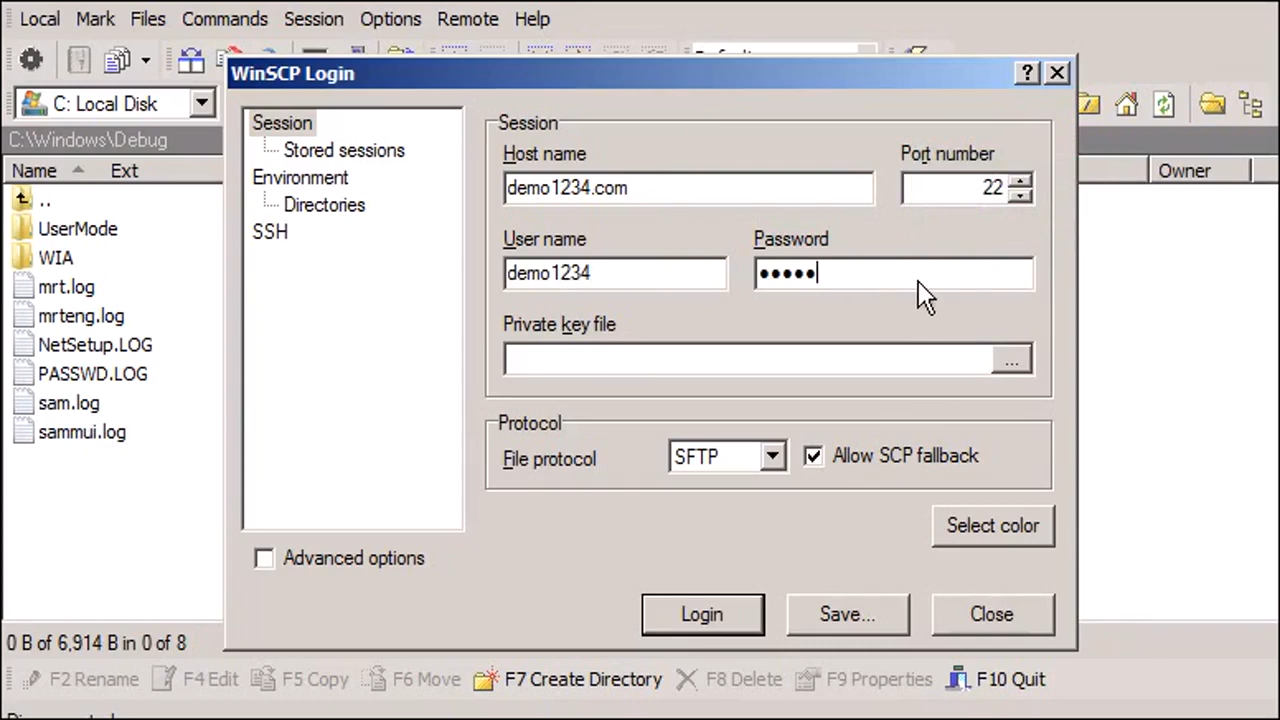 Local Mark Files Commands Session Options Remote Help
WinSCP Login
C: Local Disk
C:\Windows\Debug
Name Ext
Owner
..
UserMode
WIA
mrt.log
mrteng.log
NetSetup.LOG
PASSWD.LOG
sam.log
sammui.log
Session
Stored sessions
Environment
Directories
SSH
Advanced options
Session
Host name Port number
demo1234.com 22
User name Password
demo1234 •••••
Private key file
...
Protocol
File protocol SFTP Allow SCP fallback
Select color
Login Save... Close
0 B of 6,914 B in 0 of 8
F2 Rename F4 Edit F5 Copy F6 Move F7 Create Directory F8 Delete F9 Properties F10 Quit